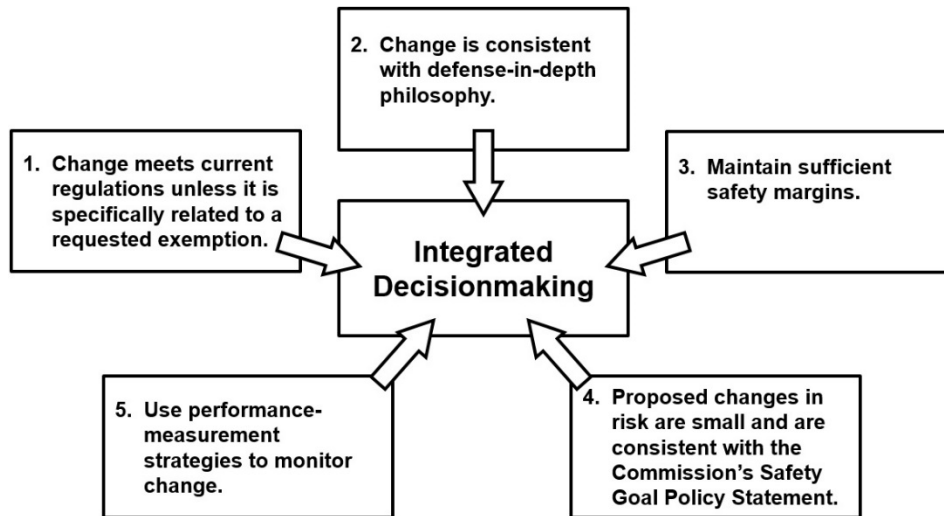 1. Change meets current
regulations unless it is
specifically related to a
requested exemption.
2. Change is consistent
with defense-in-depth
philosophy.
3. Maintain sufficient
safety margins.
Integrated
Decisionmaking
4. Proposed changes in
risk are small and are
consistent with the
Commission's Safety
Goal Policy Statement.
5. Use performance-
measurement
strategies to monitor
change.